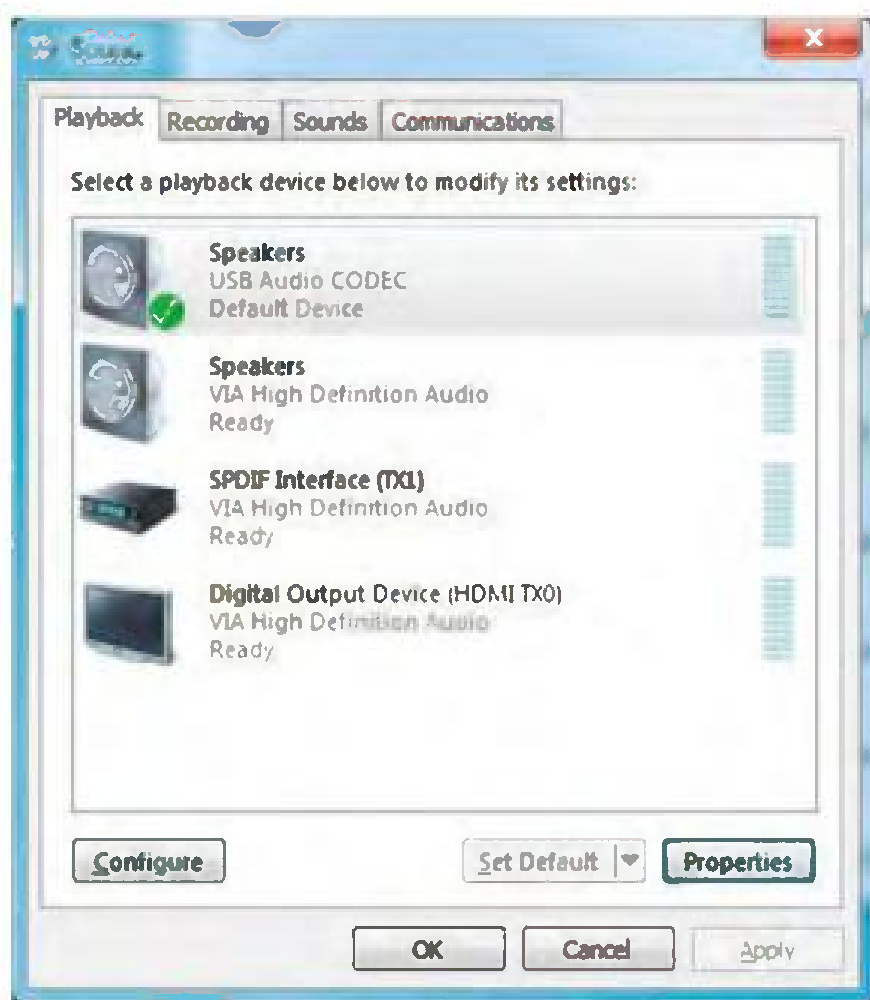 Playback
Recording
Sounds
Communications
Select a playback device below to modify its settings:
Speakers
USB Audio CODEC
Default Device
Speakers
VIA High Definition Audio
Ready
SPDIF Interface (TX1)
VIA High Definition Audio
Ready
Digital Output Device (HDMI TX0)
VIA High Definition Audio
Ready
Configure
Set Default
Properties
OK
Cancel
Apply